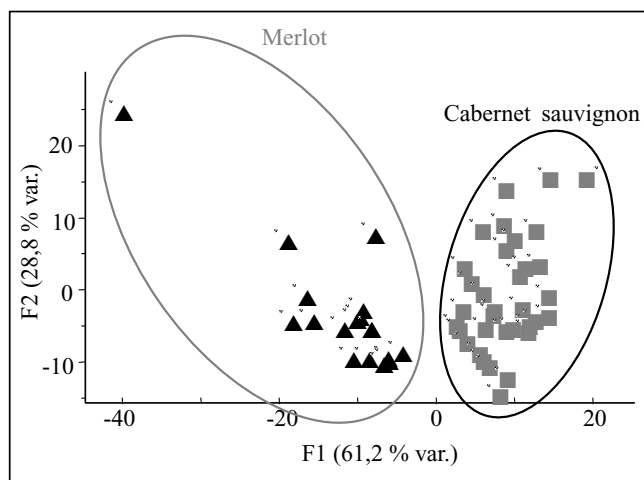 Merlot
Cabernet sauvignon
20
10
0
-10
F2 (28,8 % var.)
-40
-20
0
20
F1 (61,2 % var.)